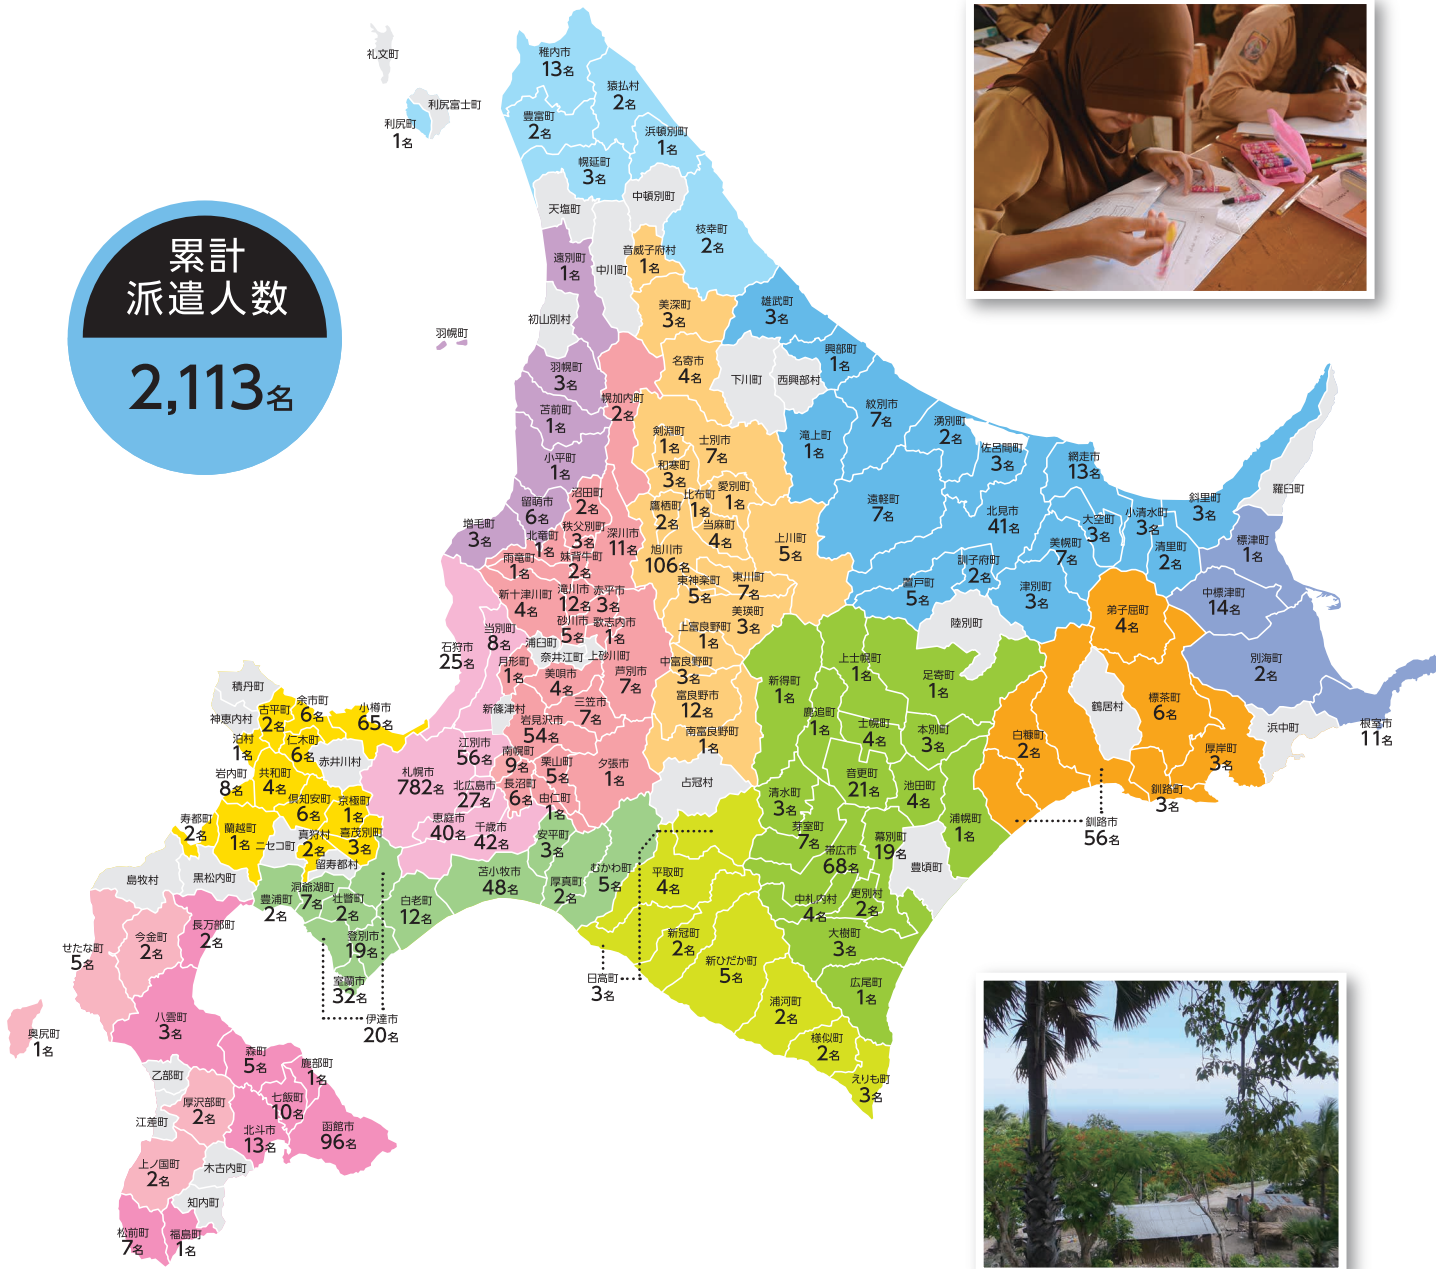 累計
派遣人数
2,113名
礼文町
利尻富士町
利尻町
1名
稚内市
13名
猿払村
2名
豊富町
2名
浜頓別町
1名
幌延町
3名
中頓別町
天塩町
枝幸町
2名
遠別町
1名
中川町
音威子府村
1名
美深町
3名
雄武町
3名
初山別村
羽幌町
羽幌町
3名
名寄市
4名
下川町
西興部村
興部町
1名
幌加内町
2名
苫前町
1名
紋別市
7名
滝上町
1名
湧別町
2名
佐呂間町
3名
網走市
13名
剣淵町
1名
士別市
7名
小平町
1名
和寒町
3名
愛別町
1名
比布町
1名
羅臼町
斜里町
3名
留萌市
6名
沼田町
2名
鷹栖町
2名
当麻町
4名
遠軽町
7名
北見市
41名
大空町
3名
小清水町
3名
増毛町
3名
北竜町
1名
秩父別町
3名
深川市
11名
上川町
5名
美幌町
7名
清里町
2名
標津町
1名
雨竜町
1名
妹背牛町
2名
旭川市
106名
訓子府町
2名
置戸町
5名
津別町
3名
東神楽町
5名
東川町
7名
中標津町
14名
新十津川町
4名
滝川市
12名
赤平市
3名
美瑛町
3名
弟子屈町
4名
陸別町
当別町
8名
砂川市
5名
歌志内市
1名
上富良野町
1名
石狩市
25名
浦臼町
奈井江町
上砂川町
月形町
1名
美唄市
4名
芦別市
7名
中富良野町
3名
上士幌町
1名
足寄町
1名
別海町
2名
新得町
1名
富良野市
12名
積丹町
余市町
6名
小樽市
65名
古平町
2名
神恵内村
新篠津村
三笠市
7名
岩見沢市
54名
鹿追町
1名
士幌町
4名
本別町
3名
鶴居村
標茶町
6名
浜中町
根室市
11名
白糠町
2名
厚岸町
3名
泊村
1名
仁木町
6名
赤井川村
江別市
56名
南幌町
9名
栗山町
5名
夕張市
1名
南富良野町
1名
岩内町
8名
共和町
4名
札幌市
782名
北広島市
27名
長沼町
6名
由仁町
1名
占冠村
音更町
21名
池田町
4名
清水町
3名
釧路町
3名
釧路市
56名
倶知安町
6名
京極町
1名
恵庭市
40名
千歳市
42名
寿都町
2名
蘭越町
1名
ニセコ町
真狩村
2名
喜茂別町
3名
留寿都村
安平町
3名
芽室町
7名
幕別町
19名
浦幌町
1名
帯広市
68名
豊頃町
島牧村
黒松内町
豊浦町
2名
洞爺湖町
7名
壮瞥町
2名
白老町
12名
苫小牧市
48名
厚真町
2名
むかわ町
5名
平取町
4名
中札内村
4名
更別村
2名
長万部町
2名
登別市
19名
せたな町
5名
今金町
2名
新冠町
2名
大樹町
3名
新ひだか町
5名
室蘭市
32名
日高町
3名
広尾町
1名
伊達市
20名
浦河町
2名
奥尻町
1名
八雲町
3名
様似町
2名
森町
5名
鹿部町
1名
えりも町
3名
乙部町
厚沢部町
2名
七飯町
10名
江差町
北斗市
13名
函館市
96名
上ノ国町
2名
木古内町
知内町
松前町
7名
福島町
1名